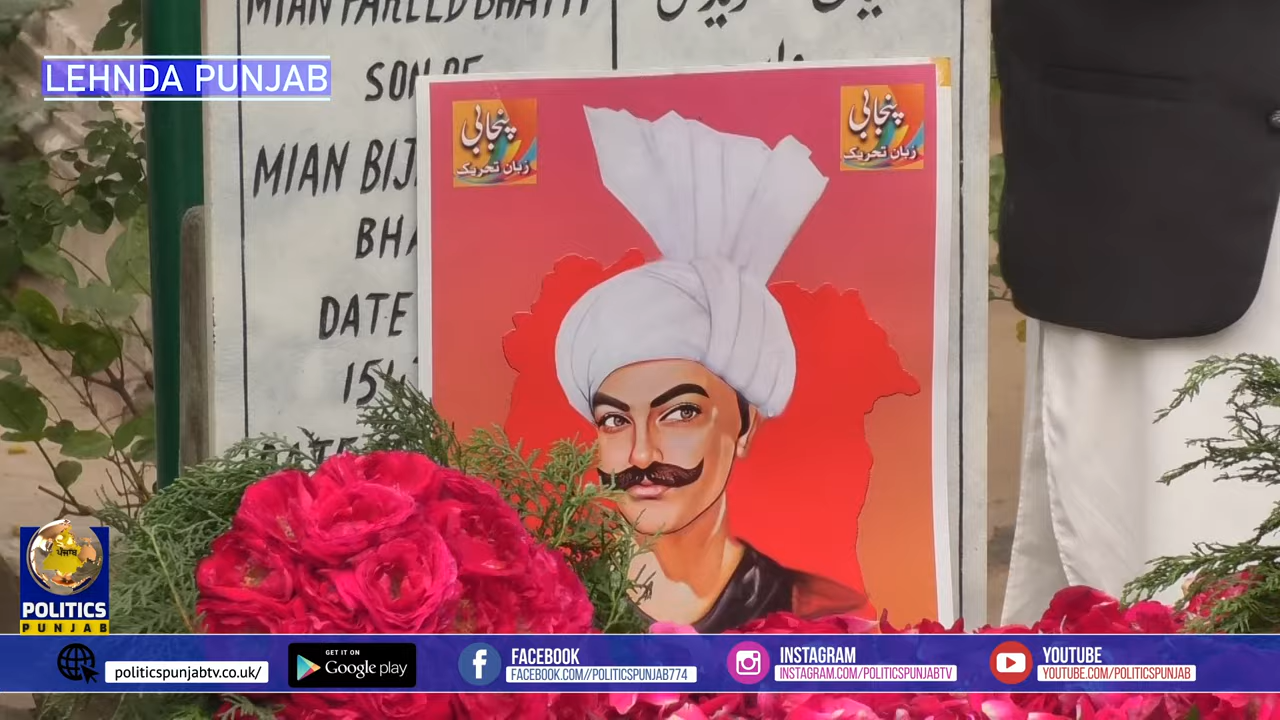 MIAN FAREED BHATTI
LEHNDA PUNJAB
SON OF
MIAN BIJ
BHA
DATE
154
پنجابی
زبان تحریک
پنجابی
زبان تحریک
ਪੰਜਾਬ
POLITICS
PUNJAB
politicspunjabtv.co.uk/
GET IT ON
Google play
FACEBOOK
FACEBOOK.COM//POLITICSPUNJAB774
INSTAGRAM
INSTAGRAM.COM/POLITICSPUNJABTV
YOUTUBE
YOUTUBE.COM/POLITICSPUNJAB